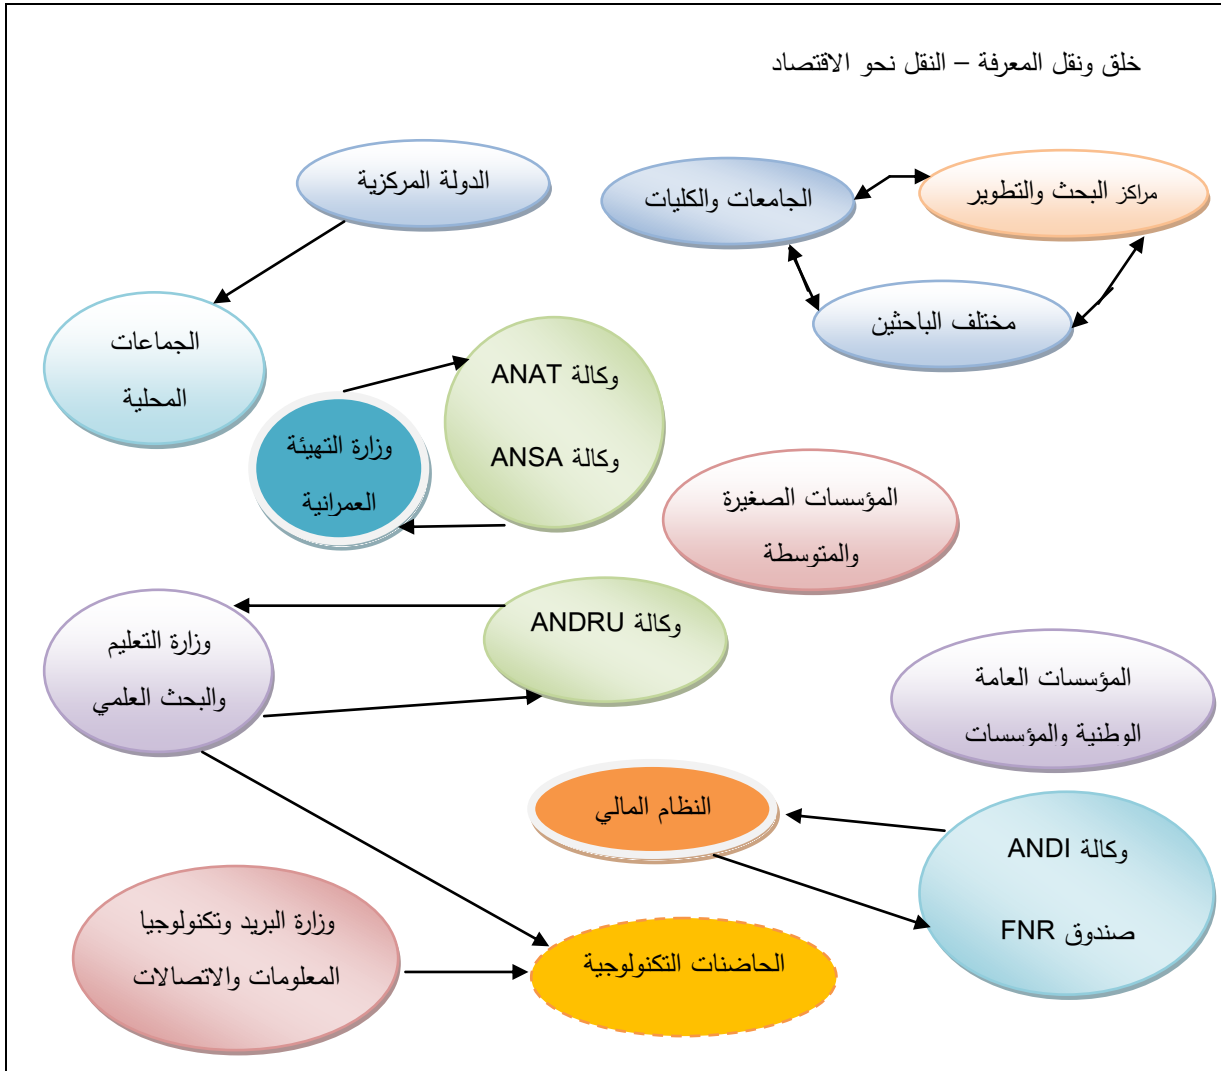 خلق ونقل المعرفة – النقل نحو الاقتصاد
الدولة المركزية
الجامعات والكليات
مراكز البحث والتطوير
مختلف الباحثين
الجماعات
المحلية
وكالة ANAT
وكالة ANSA
وزارة التهيئة
العمرانية
المؤسسات الصغيرة
والمتوسطة
وكالة ANDRU
وزارة التعليم
والبحث العلمي
المؤسسات العامة
الوطنية والمؤسسات
النظام المالي
وكالة ANDI
صندوق FNR
وزارة البريد وتكنولوجيا
المعلومات والاتصالات
الحاضنات التكنولوجية